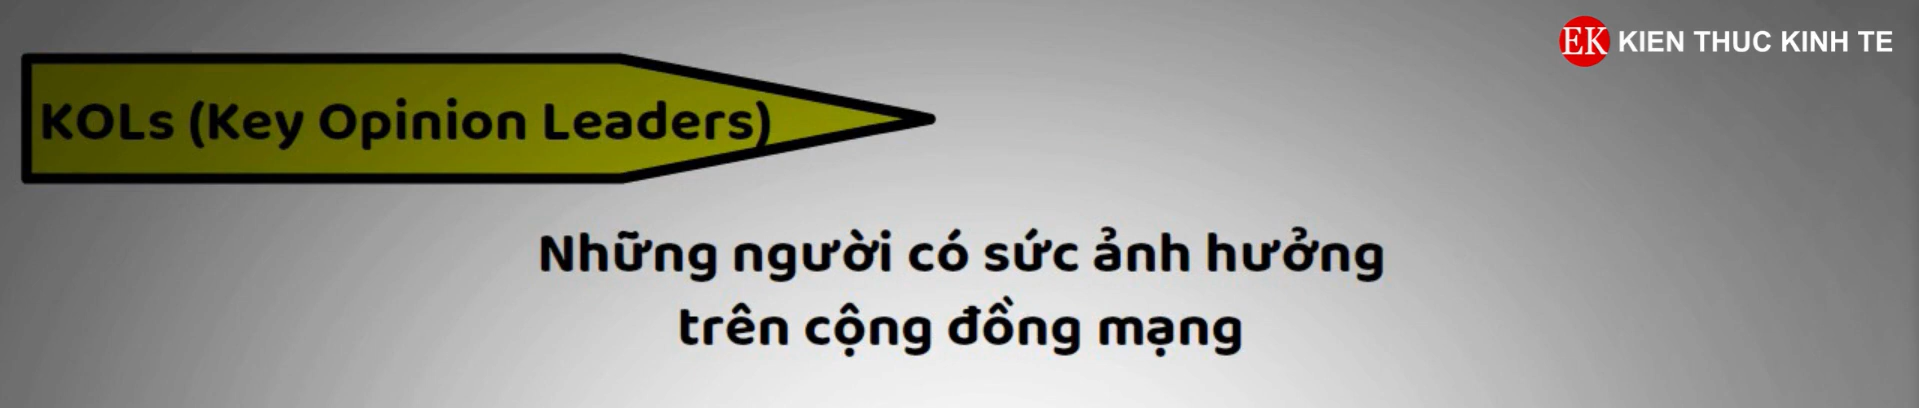 EK KIEN THUC KINH TE
KOLs (Key Opinion Leaders)
Những người có sức ảnh hưởng
trên cộng đồng mạng